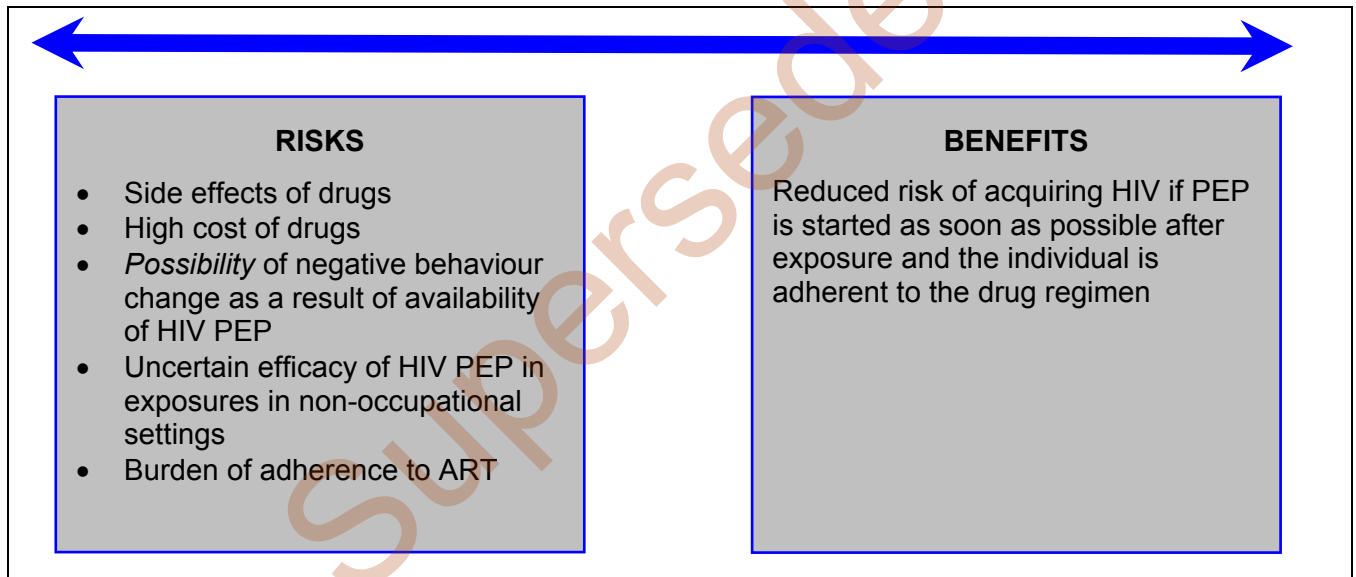 RISKS
• Side effects of drugs
• High cost of drugs
• Possibility of negative behaviour
change as a result of availability
of HIV PEP
• Uncertain efficacy of HIV PEP in
exposures in non-occupational
settings
• Burden of adherence to ART
BENEFITS
Reduced risk of acquiring HIV if PEP
is started as soon as possible after
exposure and the individual is
adherent to the drug regimen
Supersede